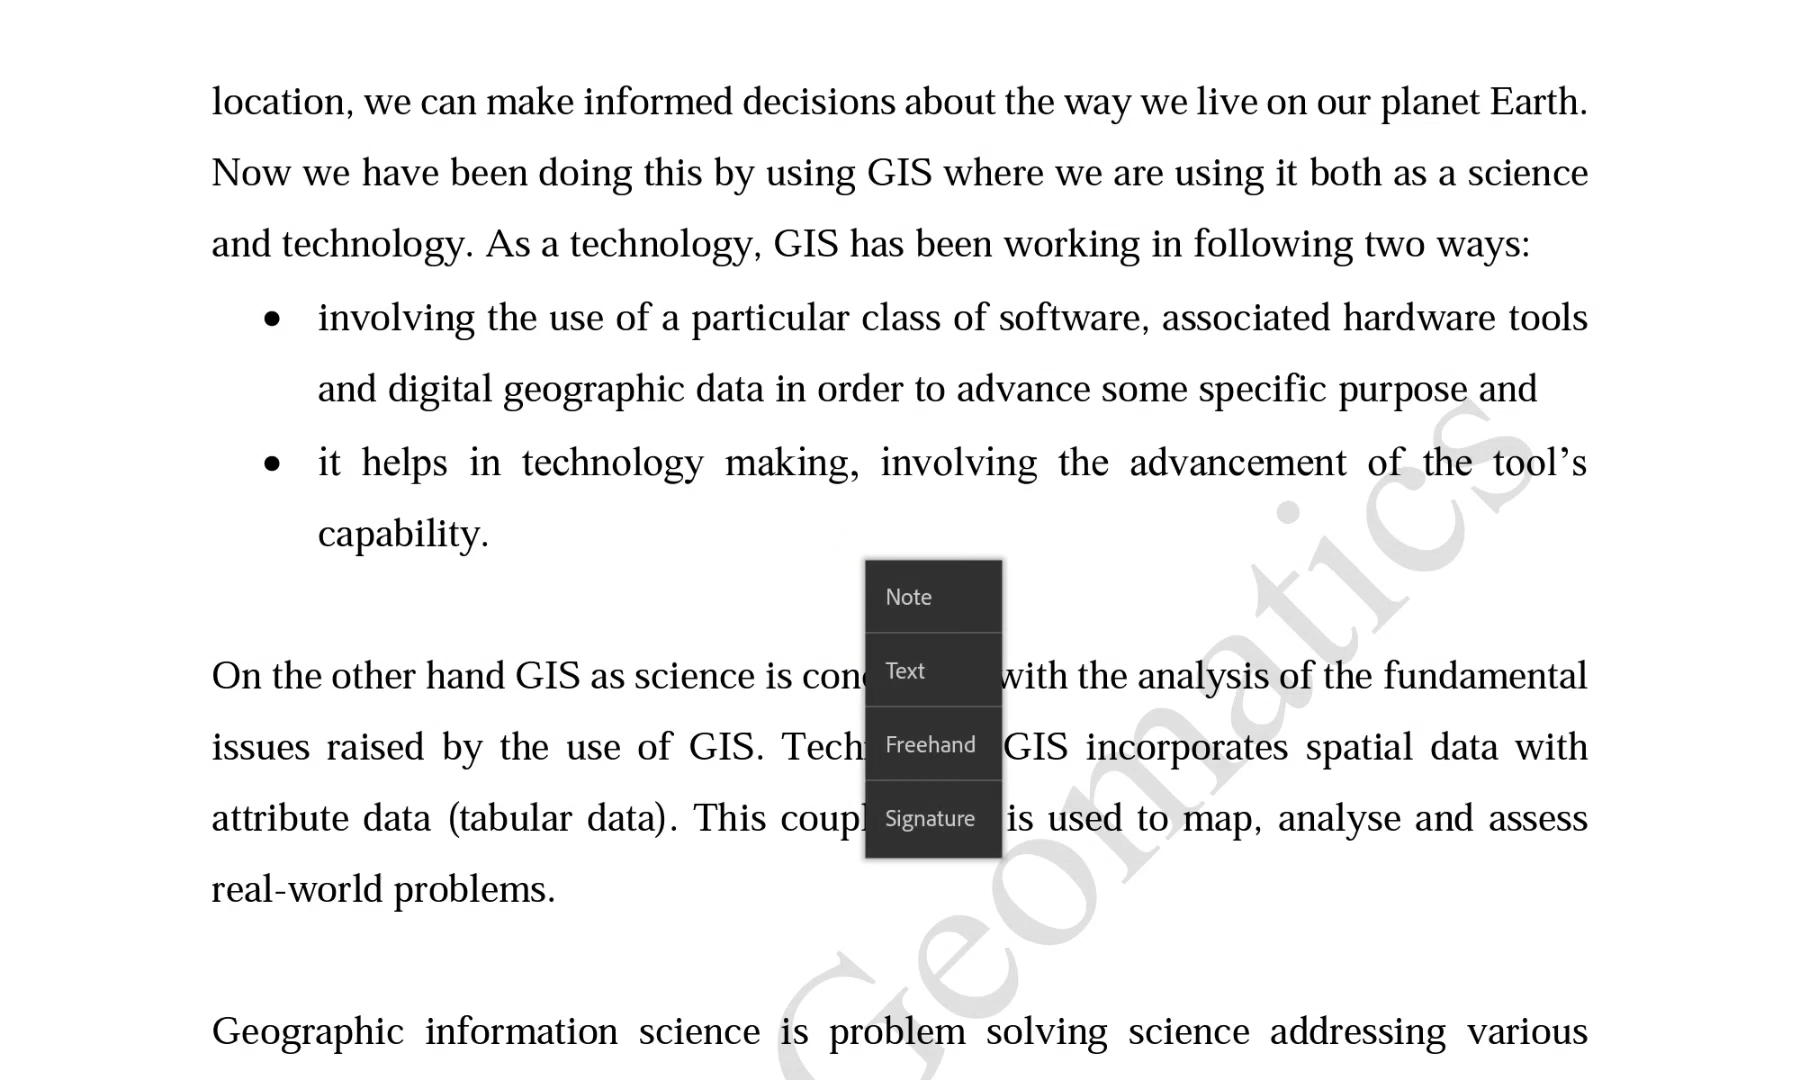 location, we can make informed decisions about the way we live on our planet Earth.
Now we have been doing this by using GIS where we are using it both as a science
and technology. As a technology, GIS has been working in following two ways:
• involving the use of a particular class of software, associated hardware tools
and digital geographic data in order to advance some specific purpose and
• it helps in technology making, involving the advancement of the tool’s
capability.
Note
Text
Freehand
Signature
On the other hand GIS as science is with the analysis of the fundamental
issues raised by the use of GIS. GIS incorporates spatial data with
attribute data (tabular data). This is used to map, analyse and assess
real-world problems.
Geographic information science is problem solving science addressing various
Geomatics